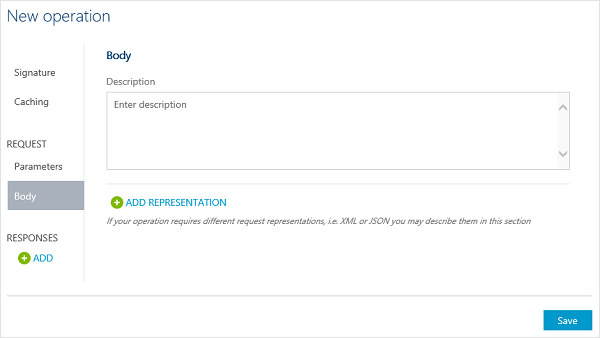 New operation
Signature
Caching
REQUEST
Parameters
Body
RESPONSES
ADD
Body
Description
Enter description
ADD REPRESENTATION
If your operation requires different request representations, i.e. XML or JSON you may describe them in this section
Save